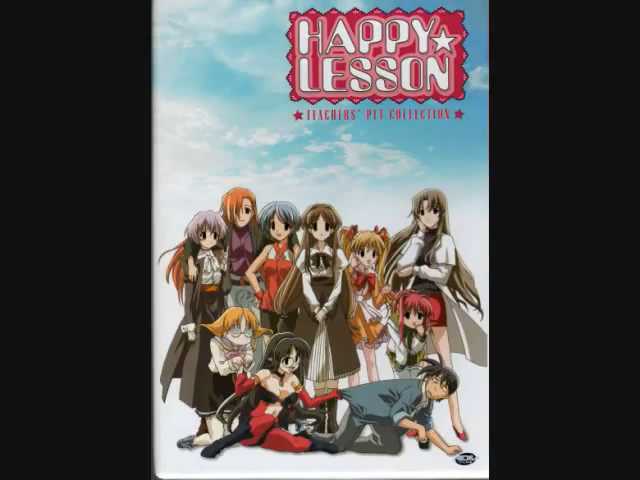 HAPPY★
LESSON
★ TEACHERS' PET COLLECTION ★